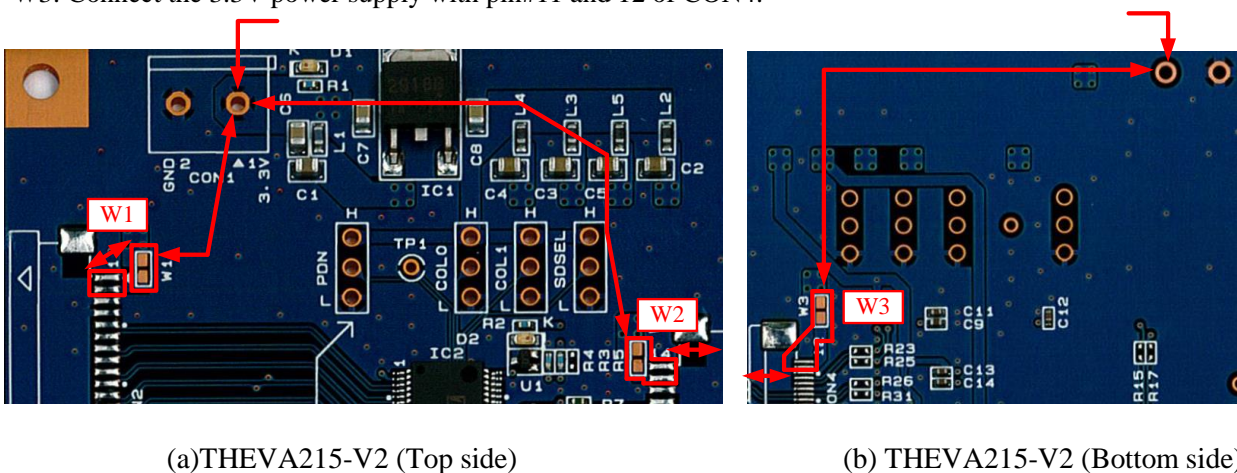 W3: Connect the 3.3V power supply with pin#11 and 12 of CON4.
D1
R1
C6
GND
2
CON1
1
3.3V
L1
C1
C7
IC1
C8
L4
L3
L5
L2
C4
C3
C5
C2
W1
W1
H
H
H
H
PDN
TP1
COL0
COL1
SDSEL
L
L
L
L
R2
K
D2
IC2
1
U1
R4
R3
R5
W2
W3
W3
C11
C9
C12
R23
R25
C13
C14
R26
R31
R15
R17
(a)THEVA215-V2 (Top side)
(b) THEVA215-V2 (Bottom side)